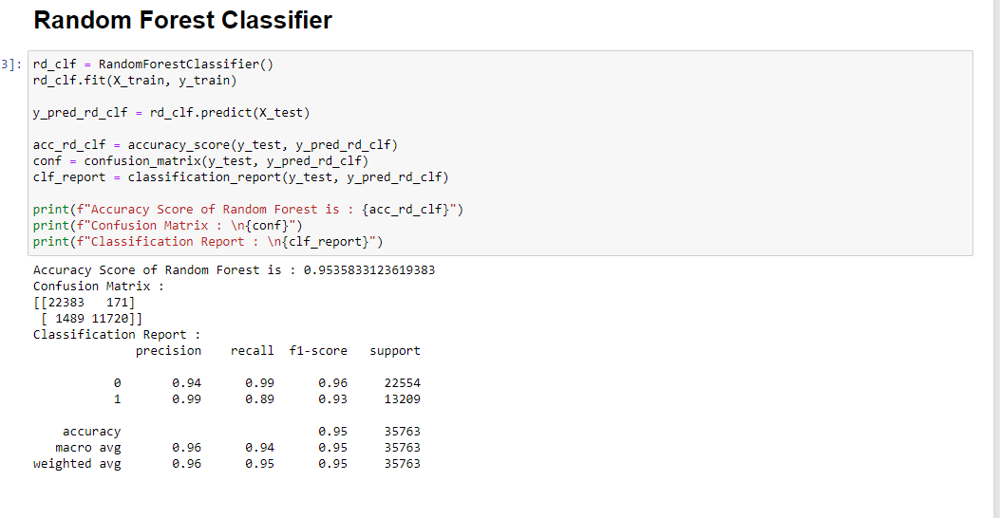 Random Forest Classifier
3]: rd_clf = RandomForestClassifier()
rd_clf.fit(X_train, y_train)
y_pred_rd_clf = rd_clf.predict(X_test)
acc_rd_clf = accuracy_score(y_test, y_pred_rd_clf)
conf = confusion_matrix(y_test, y_pred_rd_clf)
clf_report = classification_report(y_test, y_pred_rd_clf)
print(f"Accuracy Score of Random Forest is : {acc_rd_clf}")
print(f"Confusion Matrix : \n{conf}")
print(f"Classification Report : \n{clf_report}")
Accuracy Score of Random Forest is : 0.9535833123619383
Confusion Matrix :
[[22383   171]
 [ 1489 11720]]
Classification Report :
              precision    recall  f1-score   support
           0       0.94      0.99      0.96     22554
           1       0.99      0.89      0.93     13209
    accuracy                           0.95     35763
   macro avg       0.96      0.94      0.95     35763
weighted avg       0.96      0.95      0.95     35763